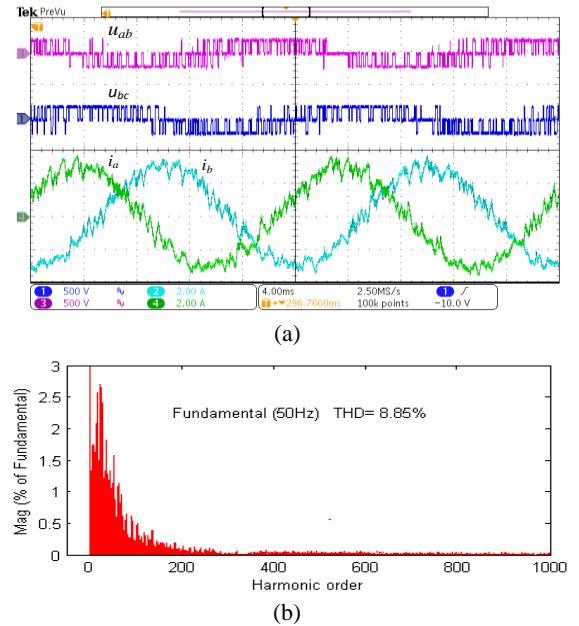 Tek PreVu
u_ab
u_bc
i_a i_b
1 500 V 2 2.00 A 4.00ms 2.50MS/s 1
3 500 V 4 2.00 A T→▼296.7600ms 100k points −10.0 V
(a)
Mag (% of Fundamental)
3
2.5
2
1.5
1
0.5
0
Fundamental (50Hz) THD= 8.85%
0 200 400 600 800 1000
Harmonic order
(b)